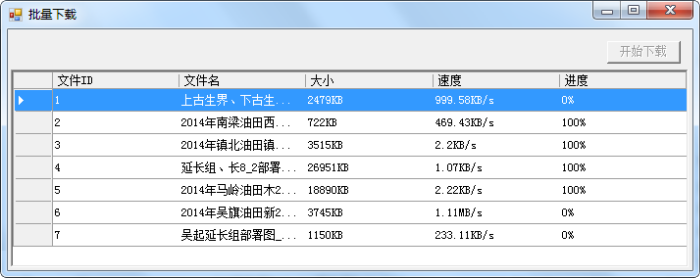 批量下载
开始下载
文件ID 文件名 大小 速度 进度
1 上古生界、下古生... 2479KB 999.58KB/s 0%
2 2014年南梁油田西... 722KB 469.43KB/s 100%
3 2014年镇北油田镇... 3515KB 2.2KB/s 100%
4 延长组、长8_2部署... 26951KB 1.07KB/s 100%
5 2014年马岭油田木2... 18890KB 2.22KB/s 100%
6 2014年吴旗油田新2... 3745KB 1.11MB/s 0%
7 吴起延长组部署图_... 1150KB 233.11KB/s 0%